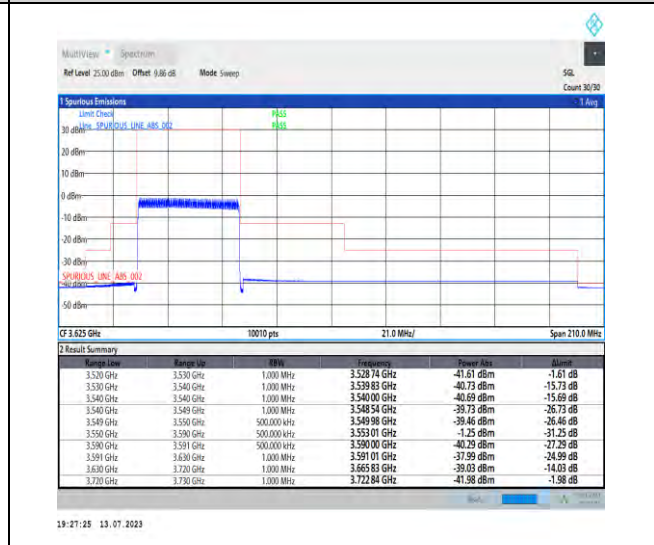 MultiView Spectrum
Ref Level 25.00 dBm Offset 9.86 dB Mode Sweep SGL
Count 30/30
1 Spurious Emissions 1 Avg
Limit Check PASS
30 dBm Line SPURIOUS_LINE_ABS_002 PASS
20 dBm
10 dBm
0 dBm
-10 dBm
-20 dBm
-30 dBm
SPURIOUS_LINE_ABS_002
-40 dBm
-50 dBm
CF 3.625 GHz 10010 pts 21.0 MHz/ Span 210.0 MHz
2 Result Summary
Range Low Range Up RBW Frequency Power Abs ΔLimit
3.520 GHz 3.530 GHz 1.000 MHz 3.528 74 GHz -41.61 dBm -1.61 dB
3.530 GHz 3.540 GHz 1.000 MHz 3.539 83 GHz -40.73 dBm -15.73 dB
3.540 GHz 3.540 GHz 1.000 MHz 3.540 00 GHz -40.69 dBm -15.69 dB
3.540 GHz 3.549 GHz 1.000 MHz 3.548 54 GHz -39.73 dBm -26.73 dB
3.549 GHz 3.550 GHz 500.000 kHz 3.549 98 GHz -39.46 dBm -26.46 dB
3.550 GHz 3.590 GHz 500.000 kHz 3.553 01 GHz -1.25 dBm -31.25 dB
3.590 GHz 3.591 GHz 500.000 kHz 3.590 00 GHz -40.29 dBm -27.29 dB
3.591 GHz 3.630 GHz 1.000 MHz 3.591 01 GHz -37.99 dBm -24.99 dB
3.630 GHz 3.720 GHz 1.000 MHz 3.665 83 GHz -39.03 dBm -14.03 dB
3.720 GHz 3.730 GHz 1.000 MHz 3.722 84 GHz -41.98 dBm -1.98 dB
19:27:25 13.07.2023